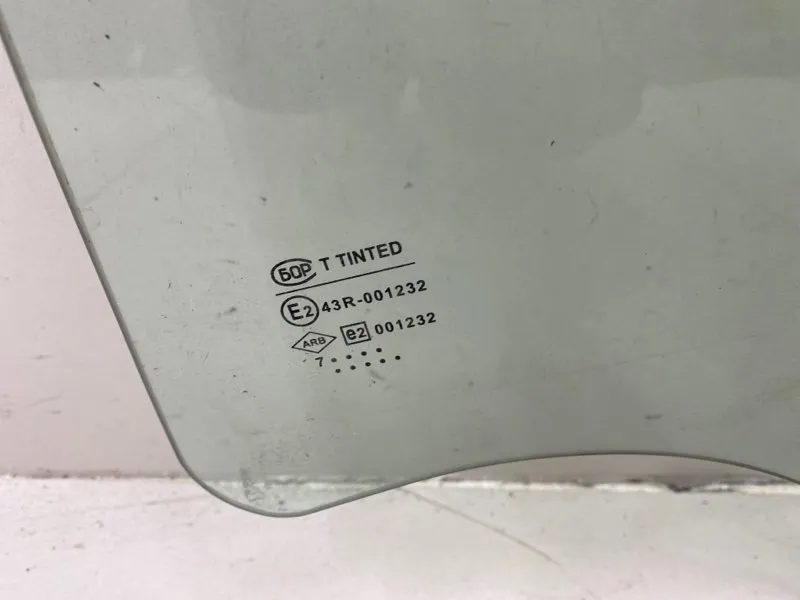 БОР T TINTED
E2 43R-001232
ARB e2 001232
7